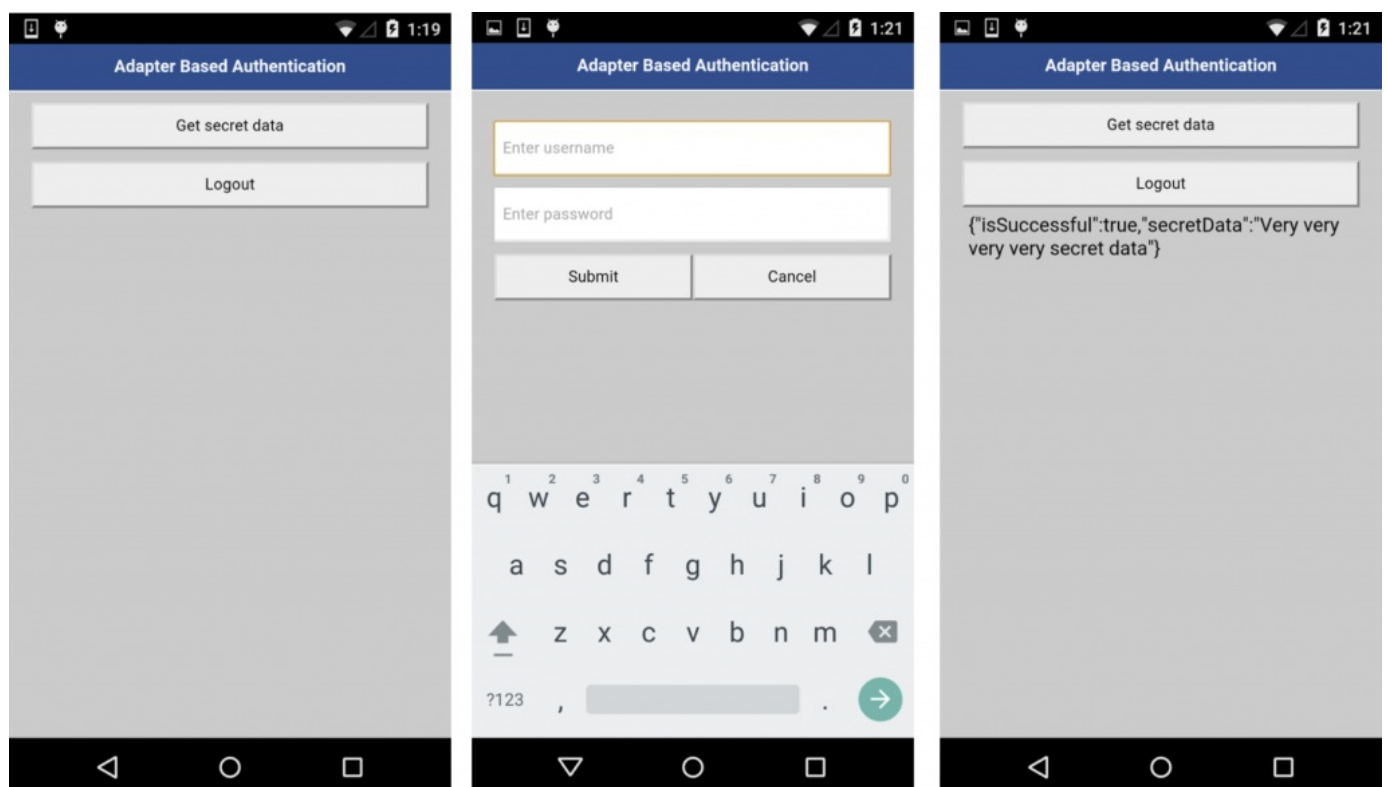 1:19
Adapter Based Authentication
Get secret data
Logout
1:21
Adapter Based Authentication
Enter username
Enter password
Submit Cancel
1 2 3 4 5 6 7 8 9 0
q w e r t y u i o p
a s d f g h j k l
z x c v b n m
?123 , .
1:21
Adapter Based Authentication
Get secret data
Logout
{"isSuccessful":true,"secretData":"Very very
very very secret data"}